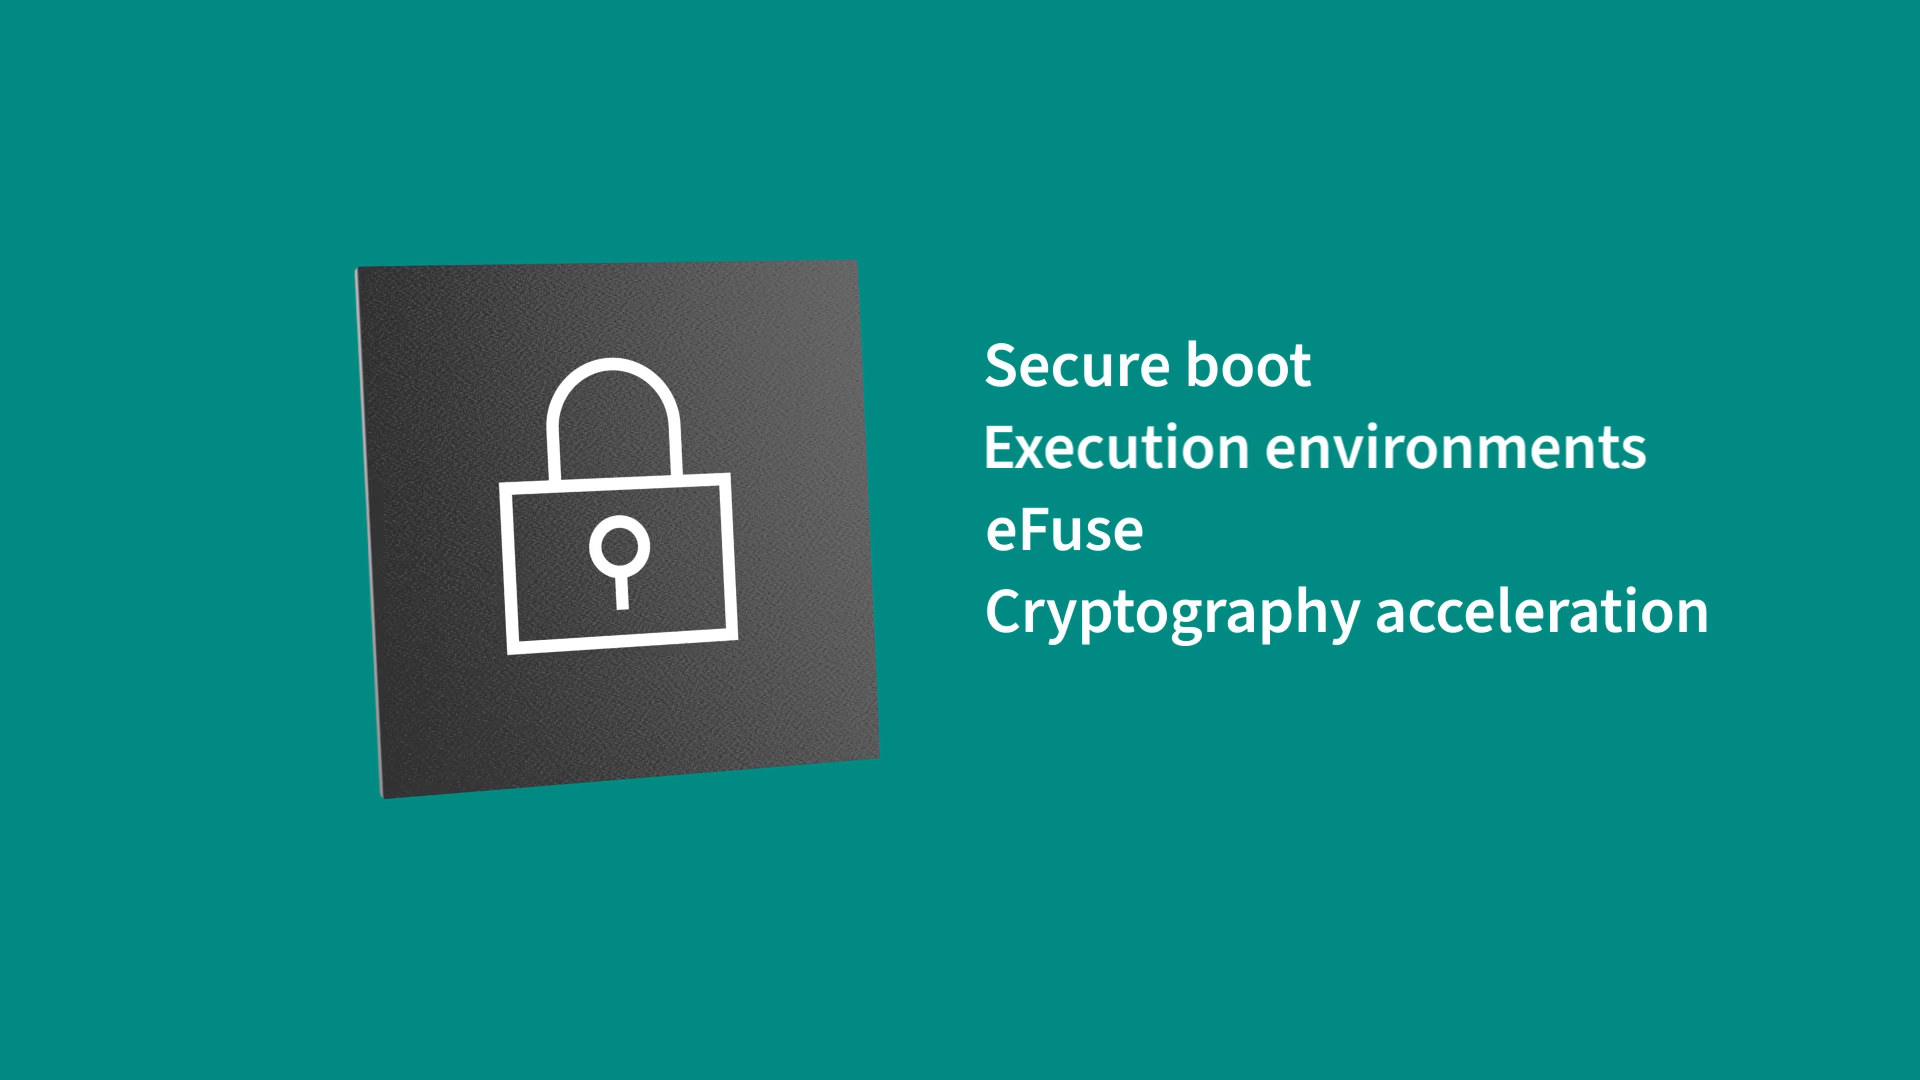 Secure boot
Execution environments
eFuse
Cryptography acceleration